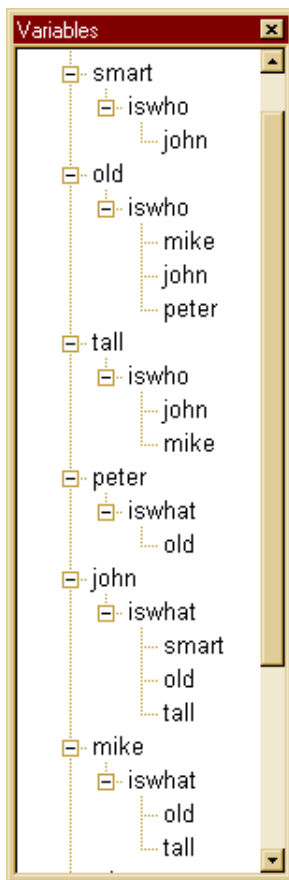 Variables
smart
iswho
john
old
iswho
mike
john
peter
tall
iswho
john
mike
peter
iswhat
old
john
iswhat
smart
old
tall
mike
iswhat
old
tall